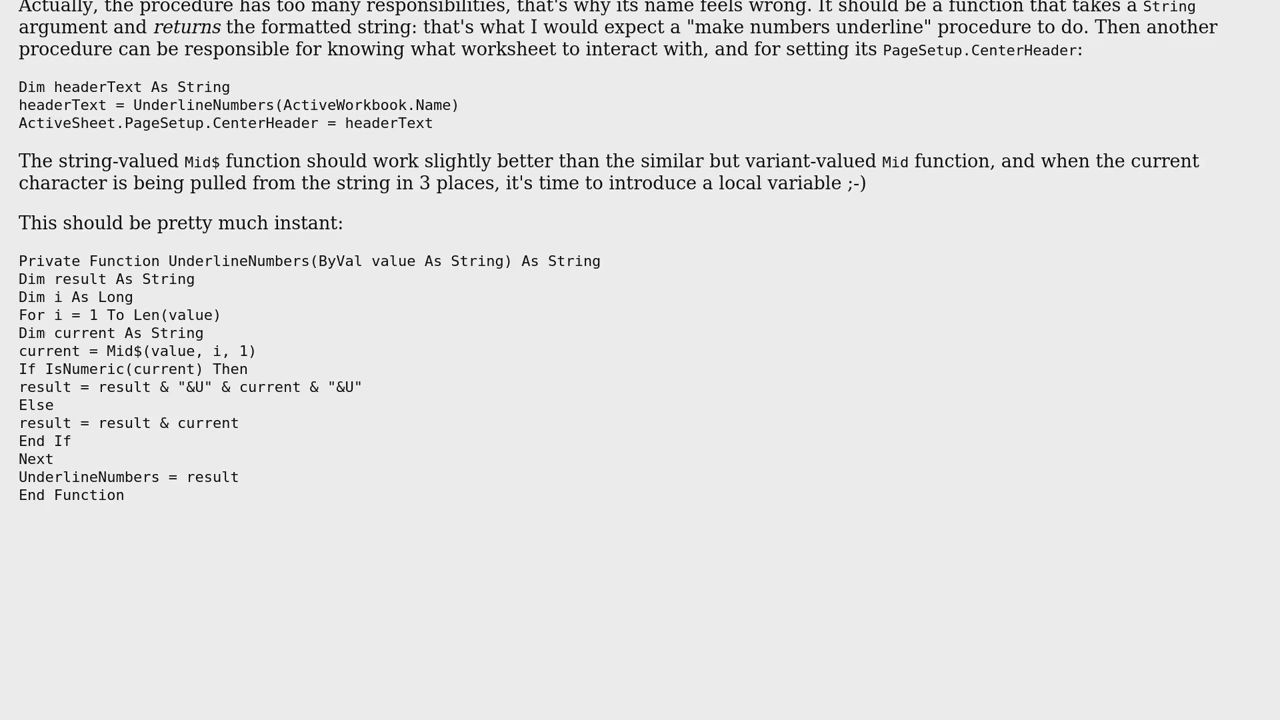 Actually, the procedure has too many responsibilities, that's why its name feels wrong. It should be a function that takes a String
argument and returns the formatted string: that's what I would expect a "make numbers underline" procedure to do. Then another
procedure can be responsible for knowing what worksheet to interact with, and for setting its PageSetup.CenterHeader:
Dim headerText As String
headerText = UnderlineNumbers(ActiveWorkbook.Name)
ActiveSheet.PageSetup.CenterHeader = headerText
The string-valued Mid$ function should work slightly better than the similar but variant-valued Mid function, and when the current
character is being pulled from the string in 3 places, it's time to introduce a local variable ;-)
This should be pretty much instant:
Private Function UnderlineNumbers(ByVal value As String) As String
Dim result As String
Dim i As Long
For i = 1 To Len(value)
Dim current As String
current = Mid$(value, i, 1)
If IsNumeric(current) Then
result = result & "&U" & current & "&U"
Else
result = result & current
End If
Next
UnderlineNumbers = result
End Function